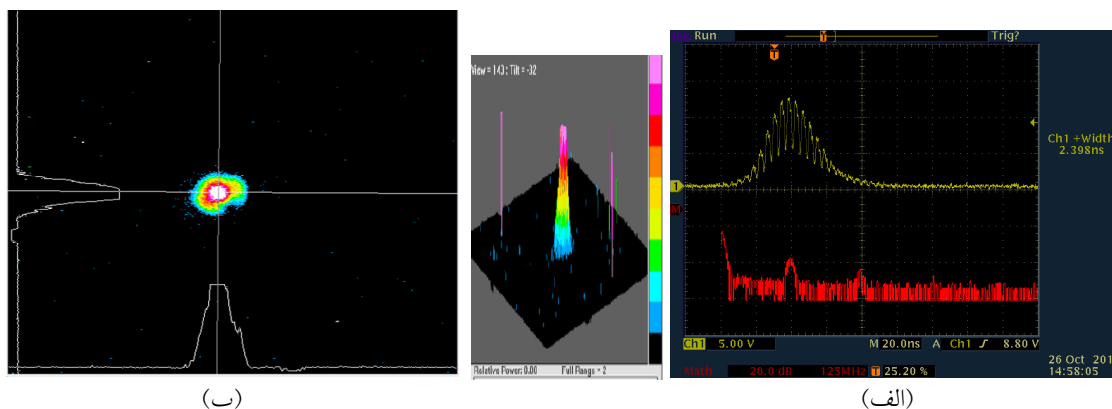 View = 143: Tilt = -32
Relative Power: 0.00 Full Range = 2
Run Trig?
T
T
Ch1 +Width
2.398ns
1
M
Ch1 5.00 V M 20.0ns A Ch1 8.80 V
Math 20.0 dB 125MHz T 25.20 %
26 Oct 201
14:58:05
(ب)
(الف)